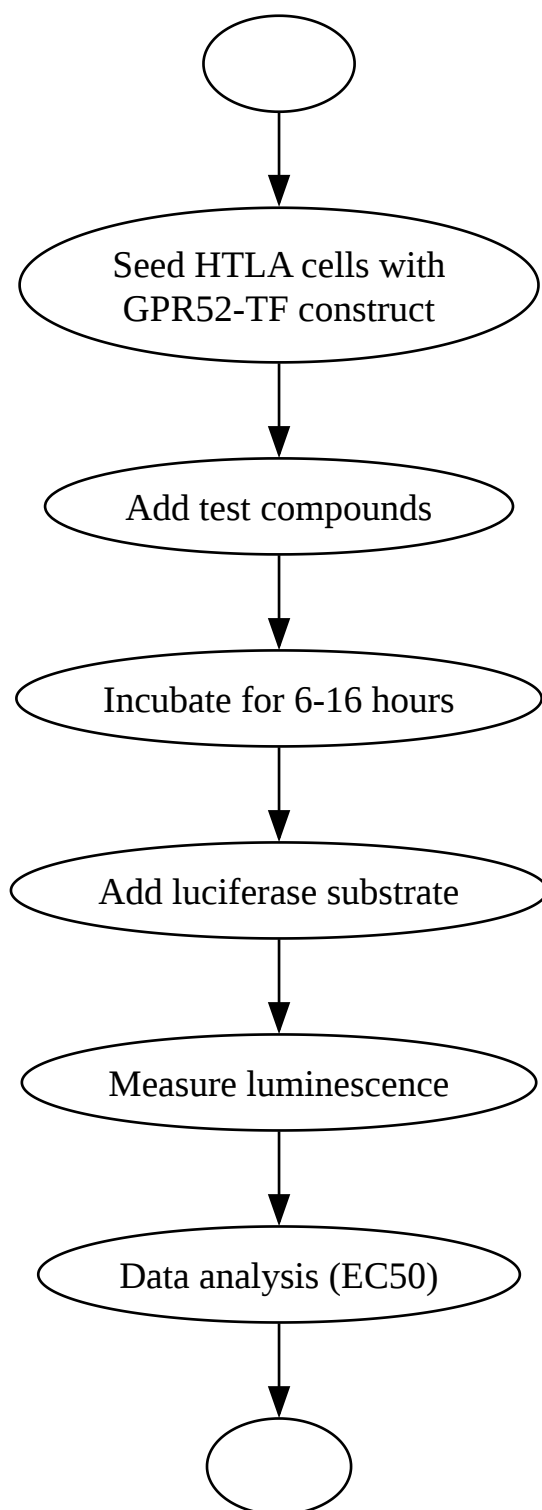 Seed HTLA cells with
GPR52-TF construct
Add test compounds
Incubate for 6-16 hours
Add luciferase substrate
Measure luminescence
Data analysis (EC50)